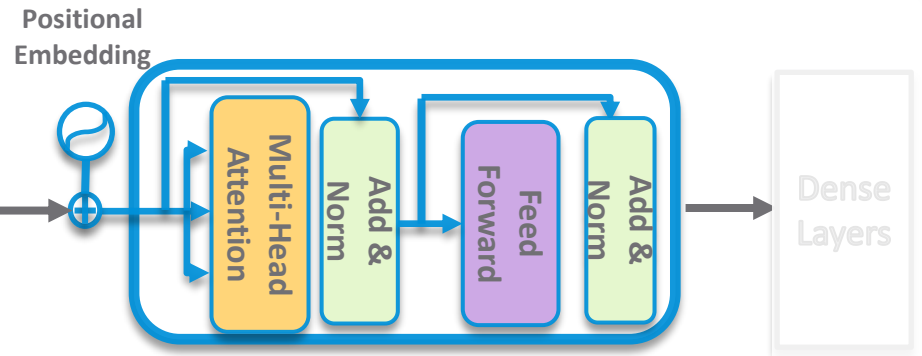 Positional
Embedding
Multi-Head
Attention
Add &
Norm
Feed
Forward
Add &
Norm
Dense
Layers